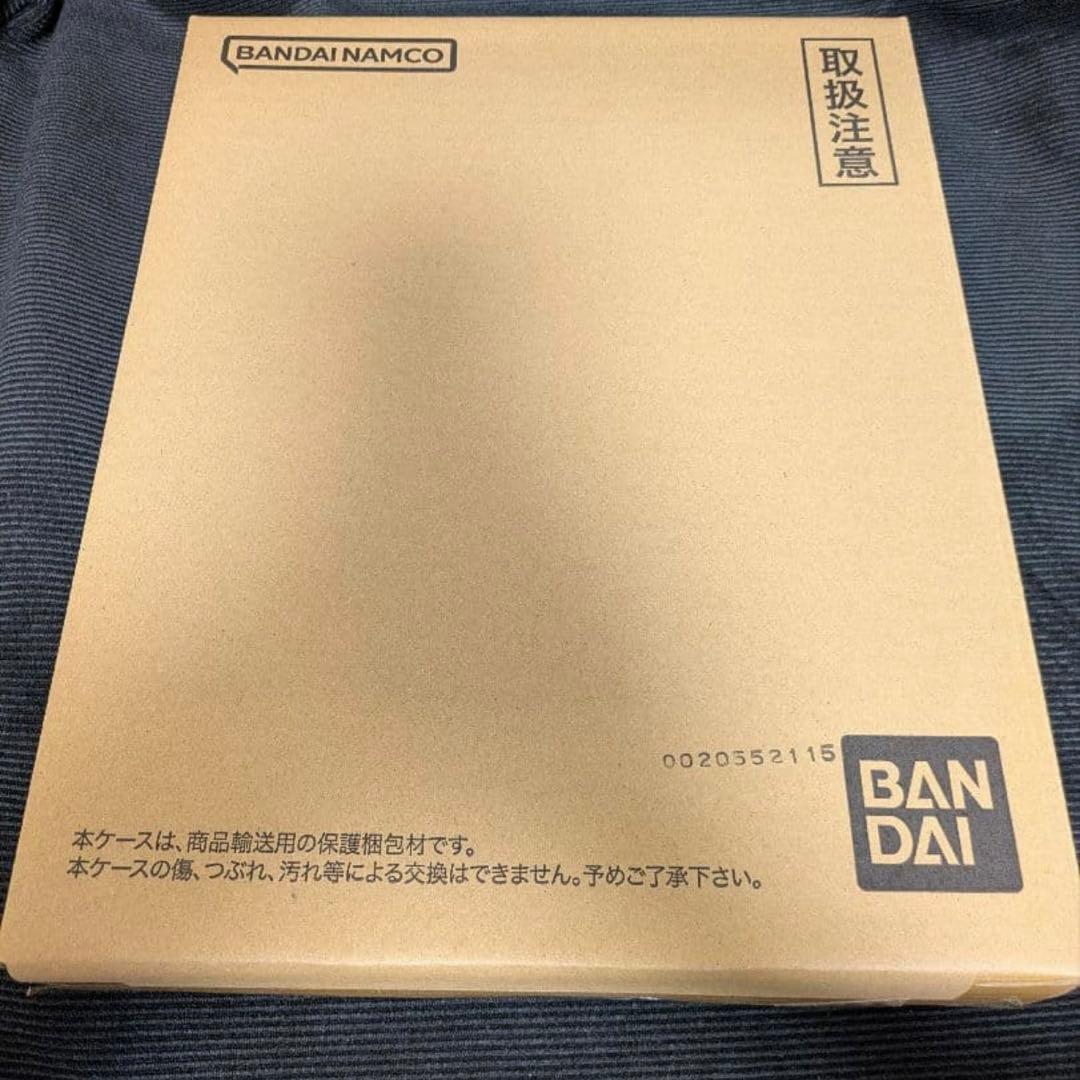 BANDAI NAMCO
取扱注意
0020552115
BAN
DAI
本ケースは、商品輸送用の保護梱包材です。
本ケースの傷、つぶれ、汚れ等による交換はできません。予めご了承下さい。